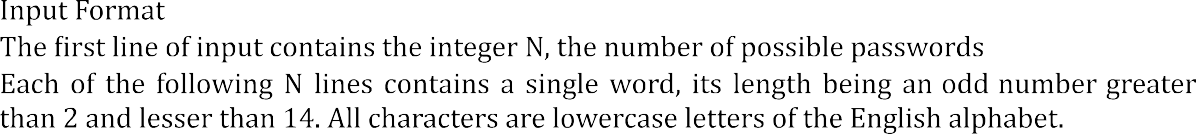 Input Format
The first line of input contains the integer N, the number of possible passwords
Each of the following N lines contains a single word, its length being an odd number greater
than 2 and lesser than 14. All characters are lowercase letters of the English alphabet.